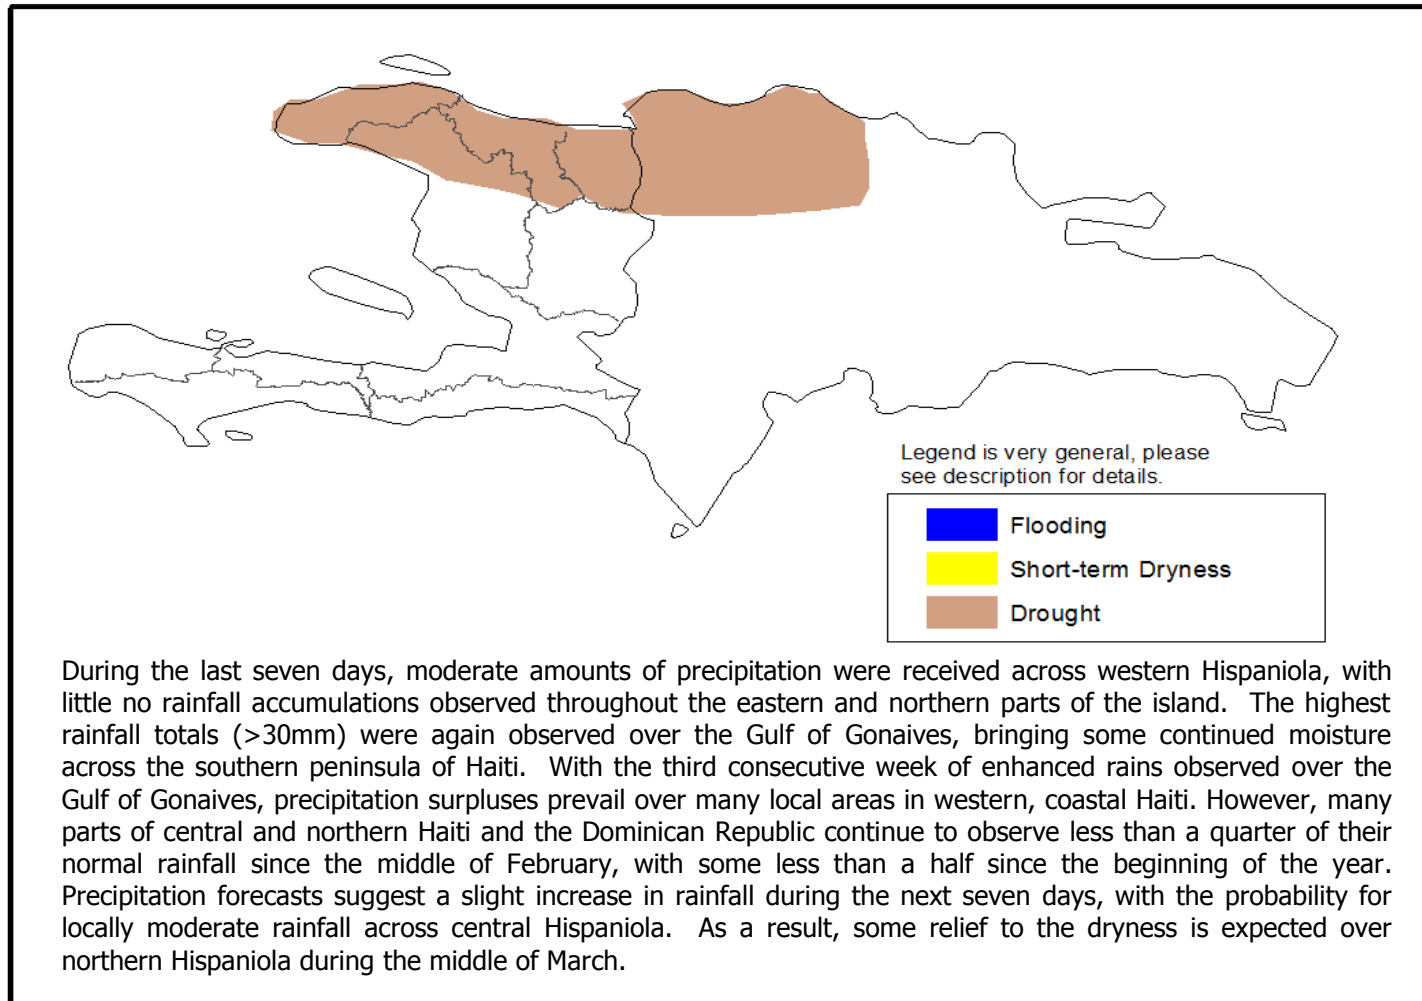 Legend is very general, please
see description for details.
Flooding
Short-term Dryness
Drought
During the last seven days, moderate amounts of precipitation were received across western Hispaniola, with
little no rainfall accumulations observed throughout the eastern and northern parts of the island. The highest
rainfall totals (>30mm) were again observed over the Gulf of Gonaives, bringing some continued moisture
across the southern peninsula of Haiti. With the third consecutive week of enhanced rains observed over the
Gulf of Gonaives, precipitation surpluses prevail over many local areas in western, coastal Haiti. However, many
parts of central and northern Haiti and the Dominican Republic continue to observe less than a quarter of their
normal rainfall since the middle of February, with some less than a half since the beginning of the year.
Precipitation forecasts suggest a slight increase in rainfall during the next seven days, with the probability for
locally moderate rainfall across central Hispaniola. As a result, some relief to the dryness is expected over
northern Hispaniola during the middle of March.